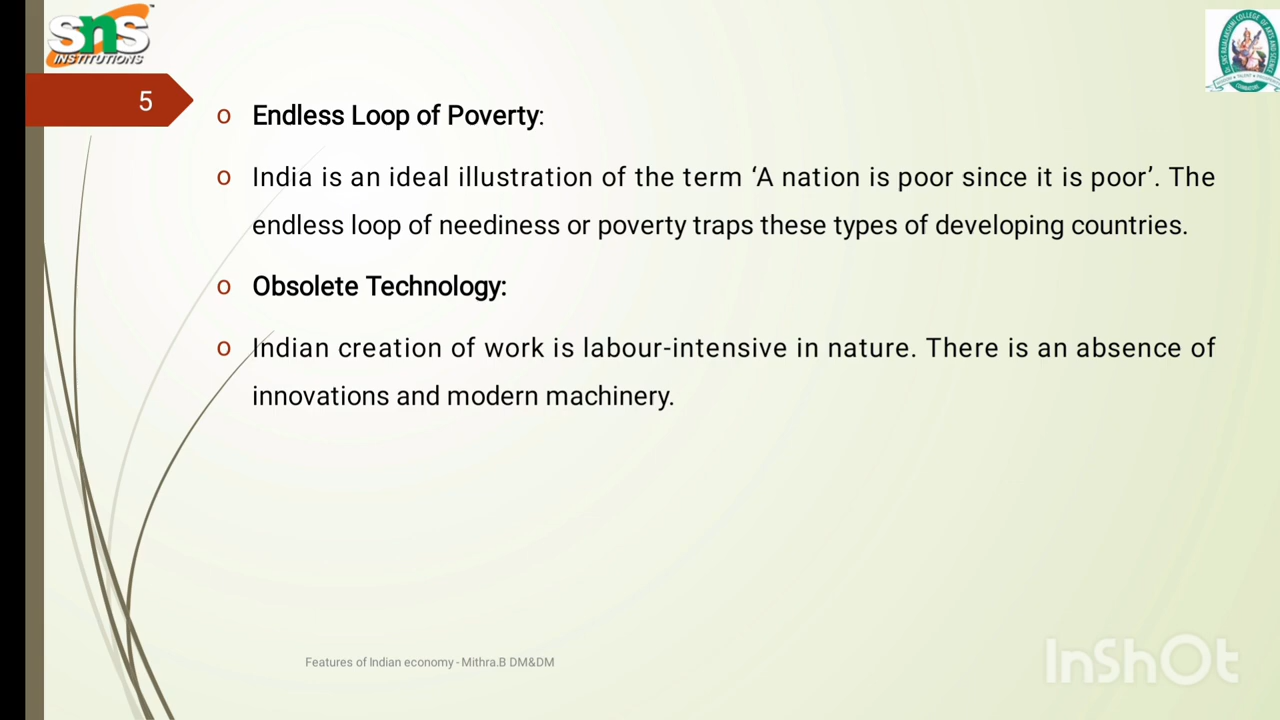 SNS
INSTITUTIONS
5
Endless Loop of Poverty:
India is an ideal illustration of the term ‘A nation is poor since it is poor’. The
endless loop of neediness or poverty traps these types of developing countries.
Obsolete Technology:
Indian creation of work is labour-intensive in nature. There is an absence of
innovations and modern machinery.
Features of Indian economy - Mithra.B DM&DM
InShOt